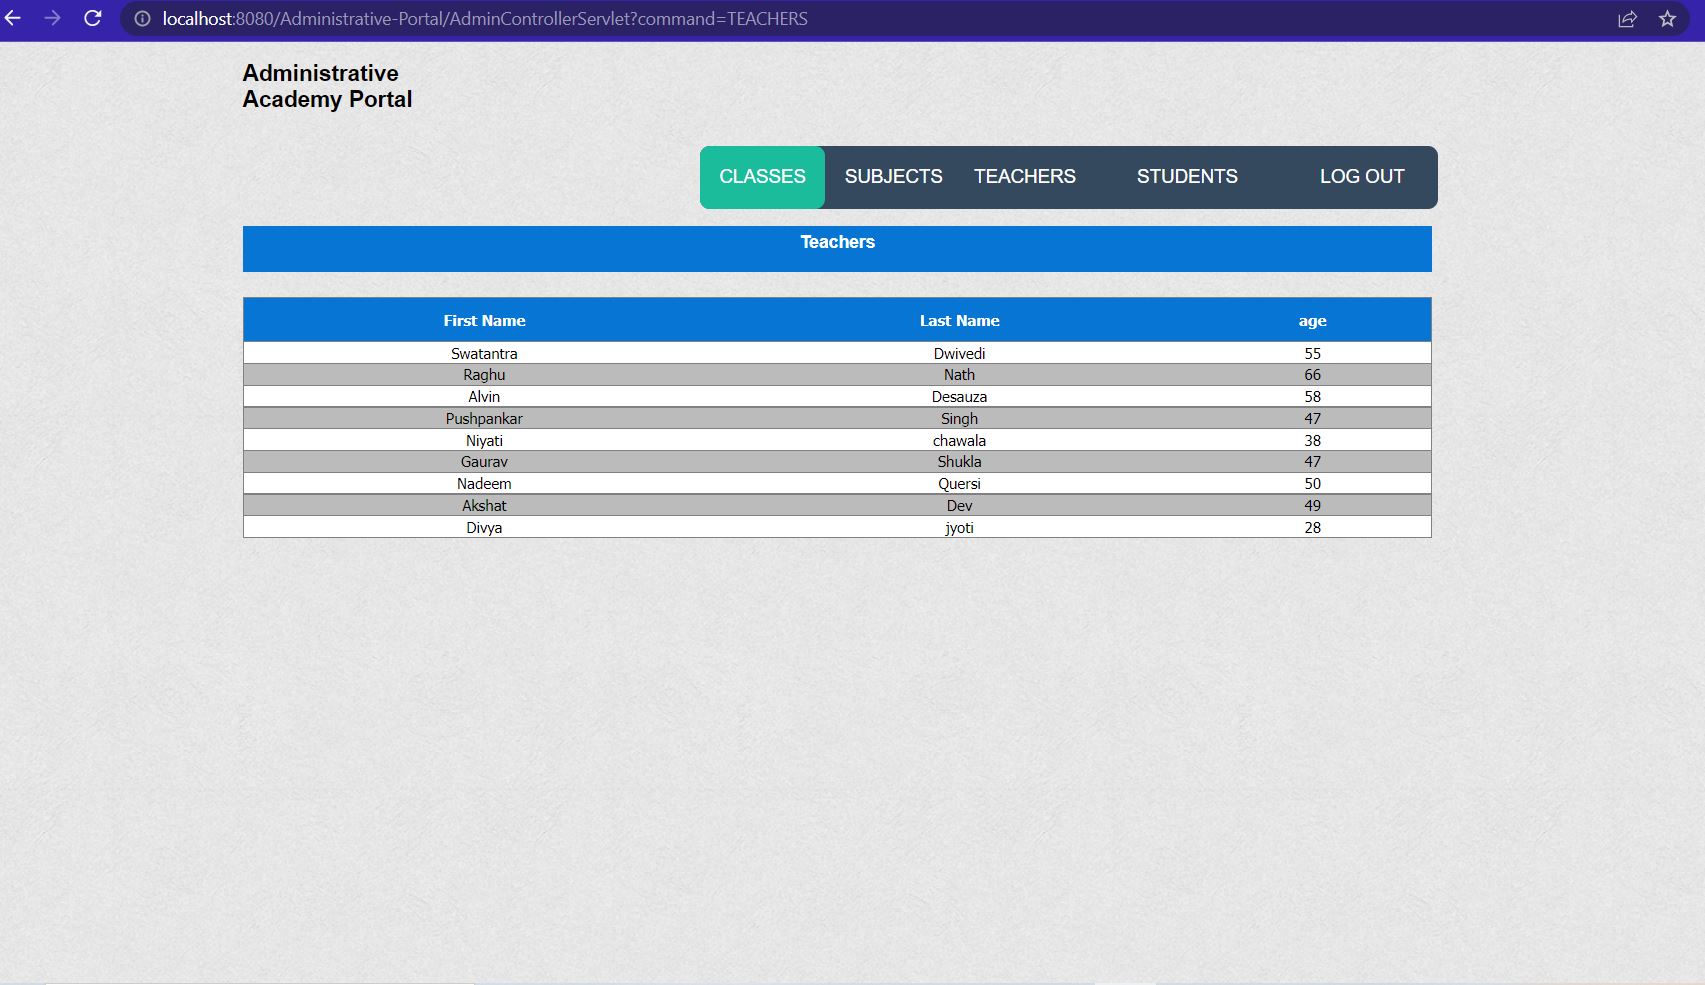 localhost:8080/Administrative-Portal/AdminControllerServlet?command=TEACHERS
Administrative
Academy Portal
CLASSES SUBJECTS TEACHERS STUDENTS LOG OUT
Teachers
First Name Last Name age
Swatantra Dwivedi 55
Raghu Nath 66
Alvin Desauza 58
Pushpankar Singh 47
Niyati chawala 38
Gaurav Shukla 47
Nadeem Quersi 50
Akshat Dev 49
Divya jyoti 28